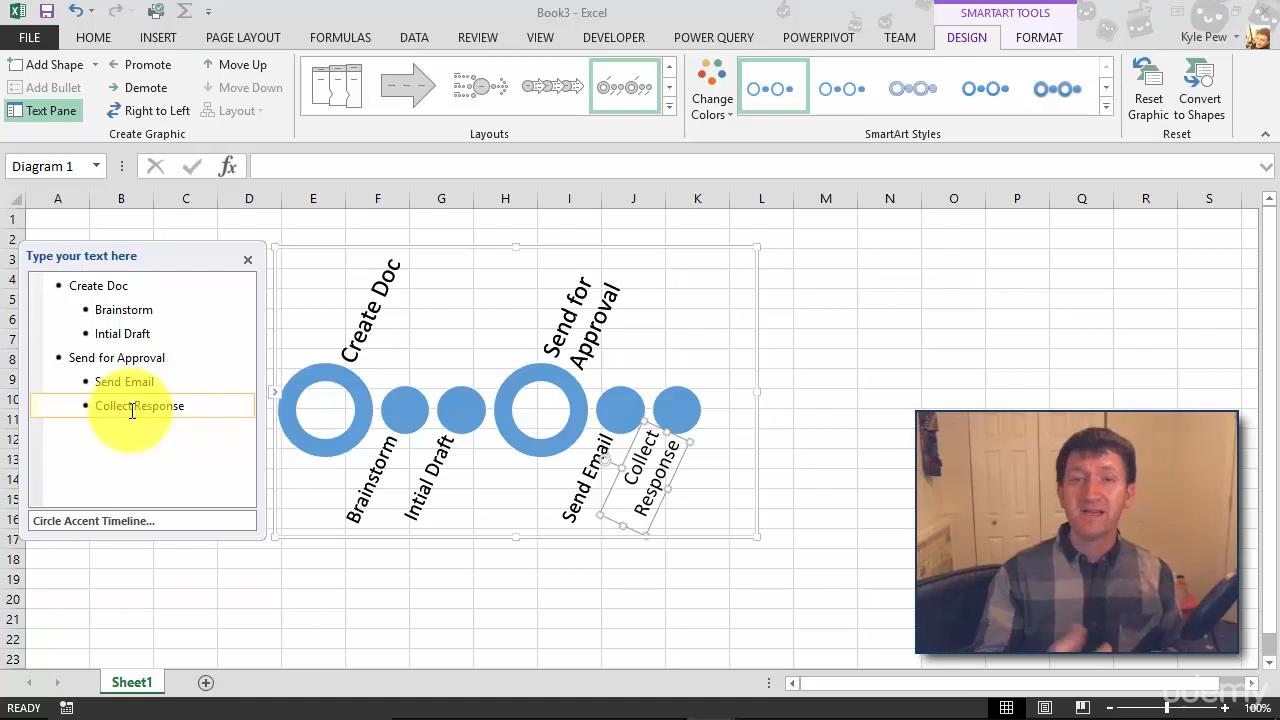 Book3 - Excel
SMARTART TOOLS
FILE
HOME
INSERT
PAGE LAYOUT
FORMULAS
DATA
REVIEW
VIEW
DEVELOPER
POWER QUERY
POWERPIVOT
TEAM
DESIGN
FORMAT
Kyle Pew
Add Shape
Promote
Move Up
Add Bullet
Demote
Move Down
Text Pane
Right to Left
Layout
Create Graphic
Layouts
Change Colors
SmartArt Styles
Reset Graphic
Convert to Shapes
Reset
Diagram 1
fx
A B C D E F G H I J K L M N O P Q R S
1
2
3
4
5
6
7
8
9
10
11
12
13
14
15
16
17
18
19
20
21
22
23
Type your text here
Create Doc
Brainstorm
Intial Draft
Send for Approval
Send Email
Collect Response
Circle Accent Timeline...
Create Doc
Send for
Approval
Brainstorm
Intial Draft
Send Email
Collect
Response
Sheet1
READY
100%
udemy